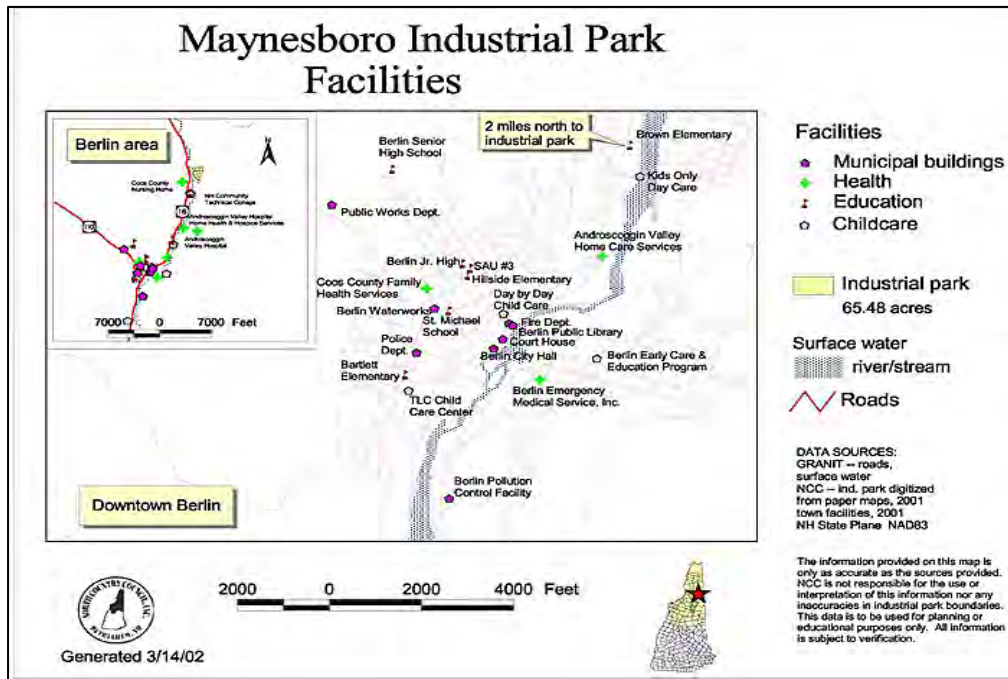 Maynesboro Industrial Park
Facilities
Berlin area
N
Coos County
Nursing Home
NH Community
Technical College
16
110
Androscoggin Valley Hospital
Home Health & Hospice Services
Androscoggin
Valley Hospital
7000
0
7000 Feet
2 miles north to
industrial park
Brown Elementary
Berlin Senior
High School
Kids Only
Day Care
Public Works Dept.
Androscoggin Valley
Home Care Services
Berlin Jr. High
SAU #3
Hillside Elementary
Coos County Family
Health Services
Day by Day
Child Care
Berlin Waterworks
St. Michael
School
Fire Dept.
Berlin Public Library
Court House
Police
Dept.
Berlin City Hall
Berlin Early Care &
Education Program
Bartlett
Elementary
Berlin Emergency
Medical Service, Inc.
TLC Child
Care Center
Berlin Pollution
Control Facility
Downtown Berlin
Facilities
Municipal buildings
Health
Education
Childcare
Industrial park
65.48 acres
Surface water
river/stream
Roads
DATA SOURCES:
GRANIT -- roads,
surface water
NCC -- ind. park digitized
from paper maps, 2001
town facilities, 2001
NH State Plane NAD83
The information provided on this map is
only as accurate as the sources provided.
NCC is not responsible for the use or
interpretation of this information nor any
inaccuracies in industrial park boundaries.
This data is to be used for planning or
educational purposes only. All information
is subject to verification.
2000
0
2000
4000 Feet
NORTH COUNTRY COUNCIL, INC.
Generated 3/14/02